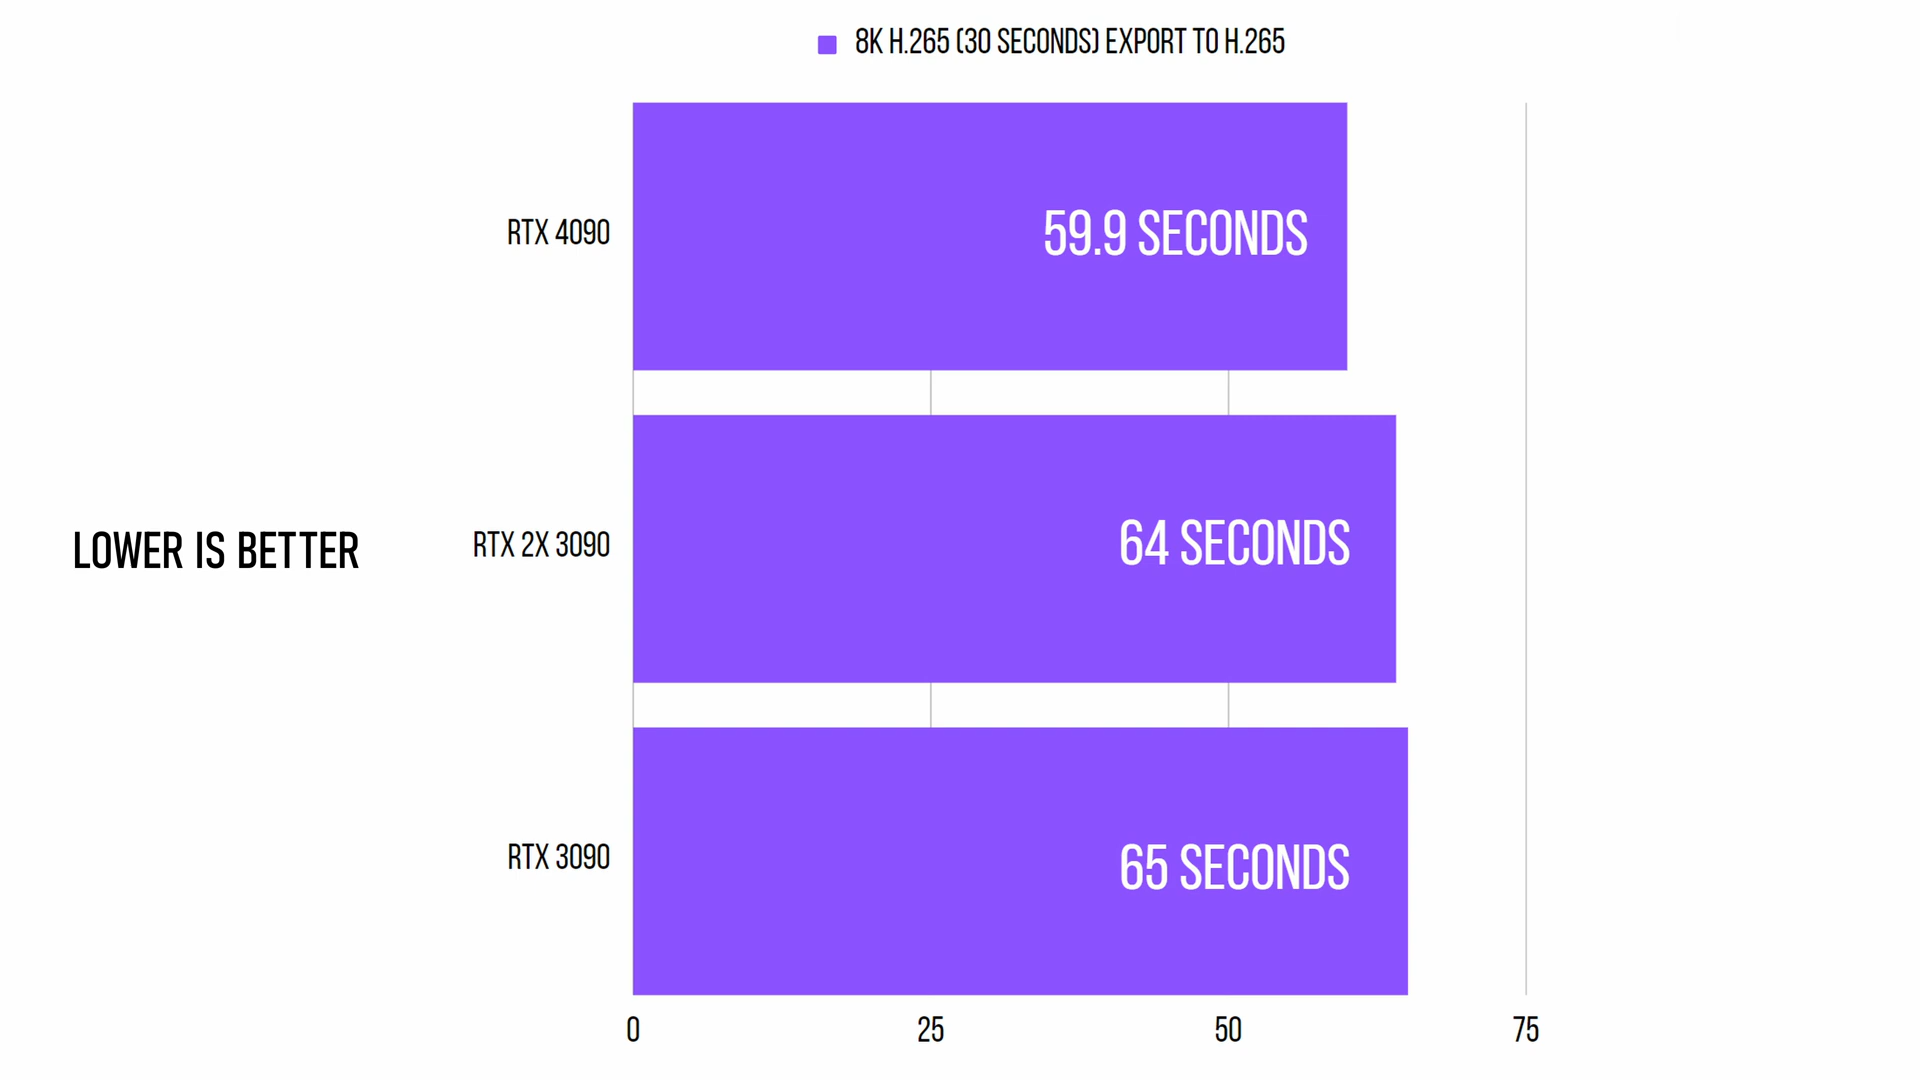 8K H.265 (30 SECONDS) EXPORT TO H.265
RTX 4090
59.9 SECONDS
LOWER IS BETTER
RTX 2X 3090
64 SECONDS
RTX 3090
65 SECONDS
0 25 50 75